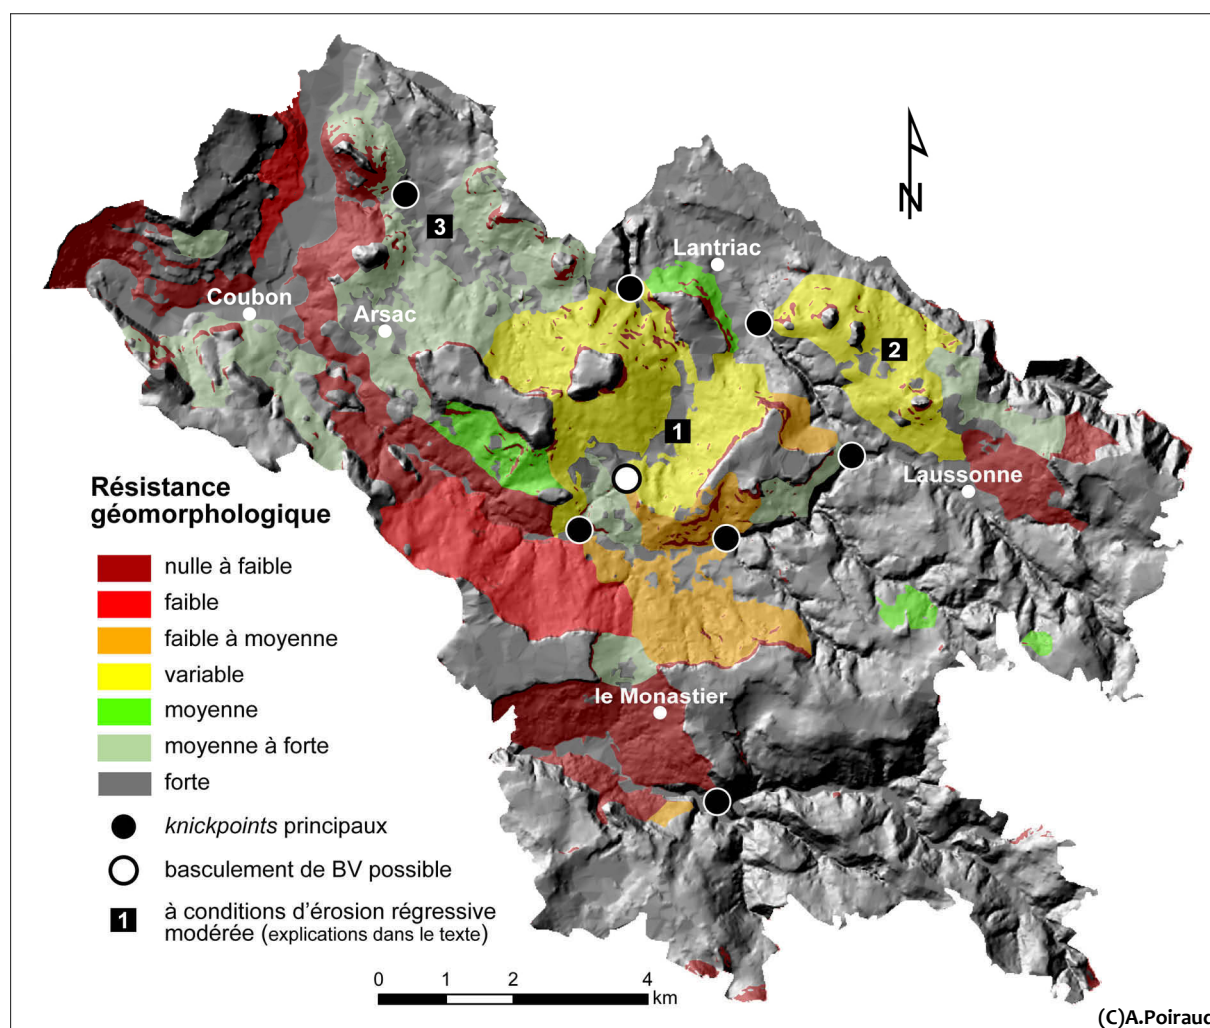 N
3
Lantriac
Coubon
Arsac
2
1
Laussonne
le Monastier
Résistance
géomorphologique
nulle à faible
faible
faible à moyenne
variable
moyenne
moyenne à forte
forte
knickpoints principaux
basculement de BV possible
1
à conditions d'érosion régressive
modérée (explications dans le texte)
0 1 2 4
km
(C)A.Poiraud